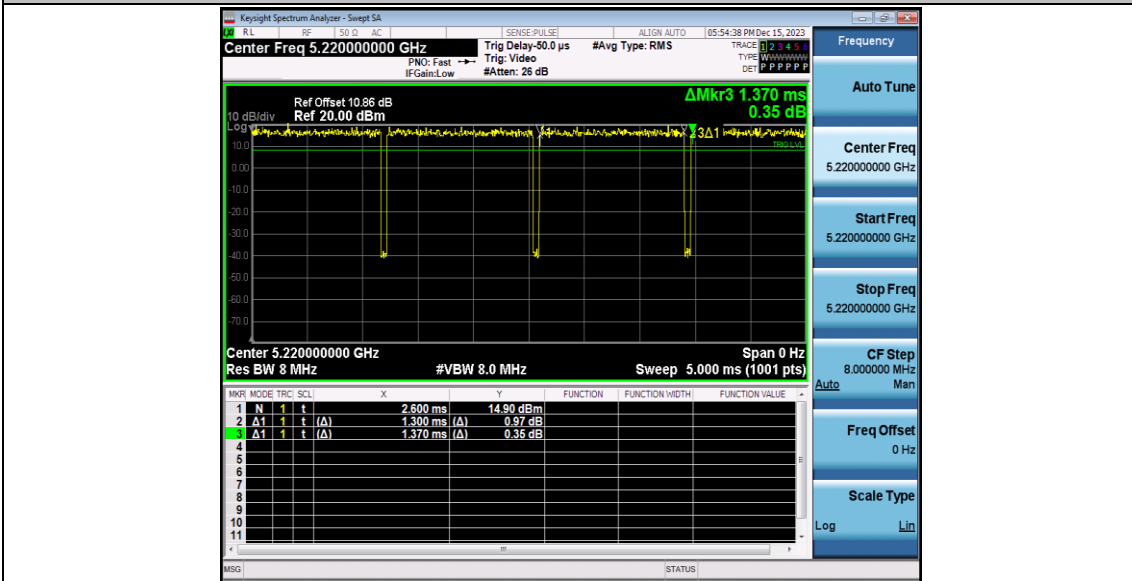 Keysight Spectrum Analyzer - Swept SA
RL RF 50 Ω AC SENSE:PULSE ALIGN AUTO 05:54:38 PM Dec 15, 2023
Center Freq 5.220000000 GHz
PNO: Fast
IFGain:Low
Trig Delay-50.0 µs
Trig: Video
#Atten: 26 dB
#Avg Type: RMS
TRACE 1 2 3 4 5 6
TYPE WWWWWW
DET P P P P P P
ΔMkr3 1.370 ms
0.35 dB
Ref Offset 10.86 dB
10 dB/div Ref 20.00 dBm
Log
3Δ1
TRIG LVL
10.0
0.00
-10.0
-20.0
-30.0
-40.0
-50.0
-60.0
-70.0
Center 5.220000000 GHz Span 0 Hz
Res BW 8 MHz #VBW 8.0 MHz Sweep 5.000 ms (1001 pts)
MKR MODE TRC SCL X Y FUNCTION FUNCTION WIDTH FUNCTION VALUE
1 N 1 t 2.600 ms 14.90 dBm
2 Δ1 1 t (Δ) 1.300 ms (Δ) 0.97 dB
3 Δ1 1 t (Δ) 1.370 ms (Δ) 0.35 dB
4
5
6
7
8
9
10
11
MSG STATUS
Frequency
Auto Tune
Center Freq
5.220000000 GHz
Start Freq
5.220000000 GHz
Stop Freq
5.220000000 GHz
CF Step
8.000000 MHz
Auto Man
Freq Offset
0 Hz
Scale Type
Log Lin